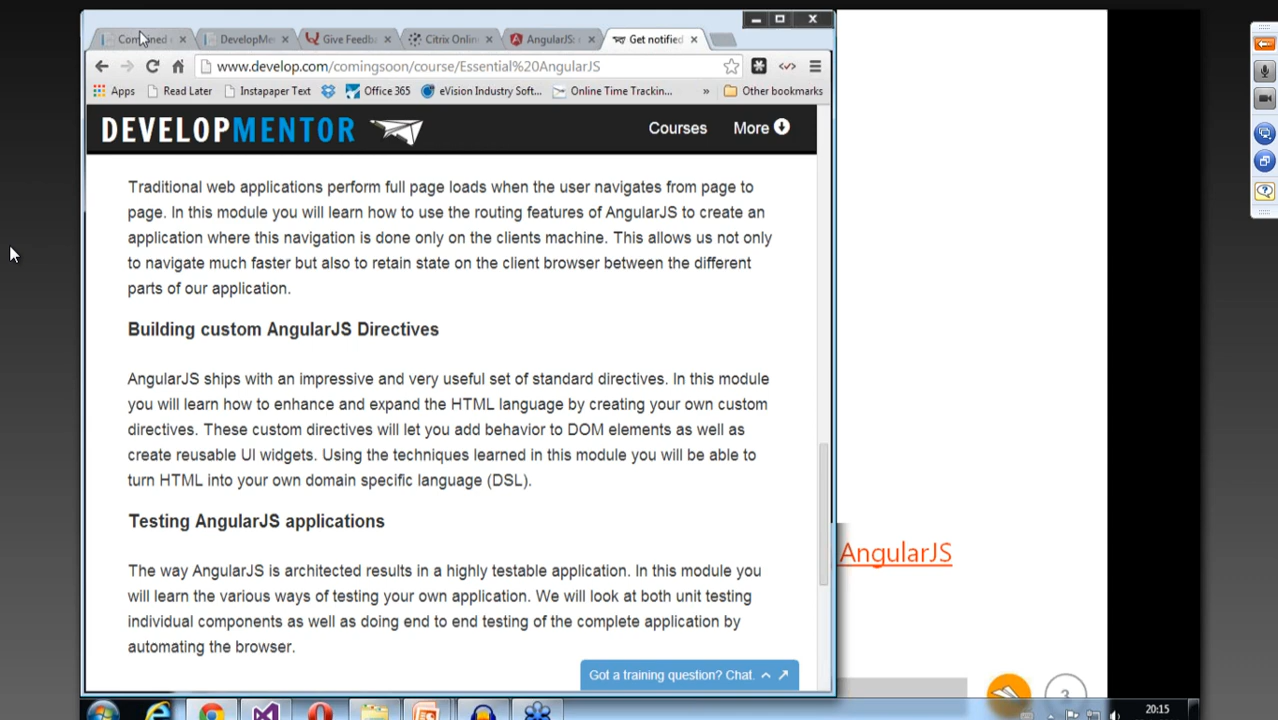 Combined
DevelopMe
Give Feedba
Citrix Onlin
AngularJS:
Get notified
www.develop.com/comingsoon/course/Essential%20AngularJS
Apps
Read Later
Instapaper Text
Office 365
eVision Industry Soft...
Online Time Trackin...
»
Other bookmarks
DEVELOPMENTOR
Courses
More
Traditional web applications perform full page loads when the user navigates from page to
page. In this module you will learn how to use the routing features of AngularJS to create an
application where this navigation is done only on the clients machine. This allows us not only
to navigate much faster but also to retain state on the client browser between the different
parts of our application.
Building custom AngularJS Directives
AngularJS ships with an impressive and very useful set of standard directives. In this module
you will learn how to enhance and expand the HTML language by creating your own custom
directives. These custom directives will let you add behavior to DOM elements as well as
create reusable UI widgets. Using the techniques learned in this module you will be able to
turn HTML into your own domain specific language (DSL).
Testing AngularJS applications
AngularJS
The way AngularJS is architected results in a highly testable application. In this module you
will learn the various ways of testing your own application. We will look at both unit testing
individual components as well as doing end to end testing of the complete application by
automating the browser.
Got a training question? Chat.
3
20:15